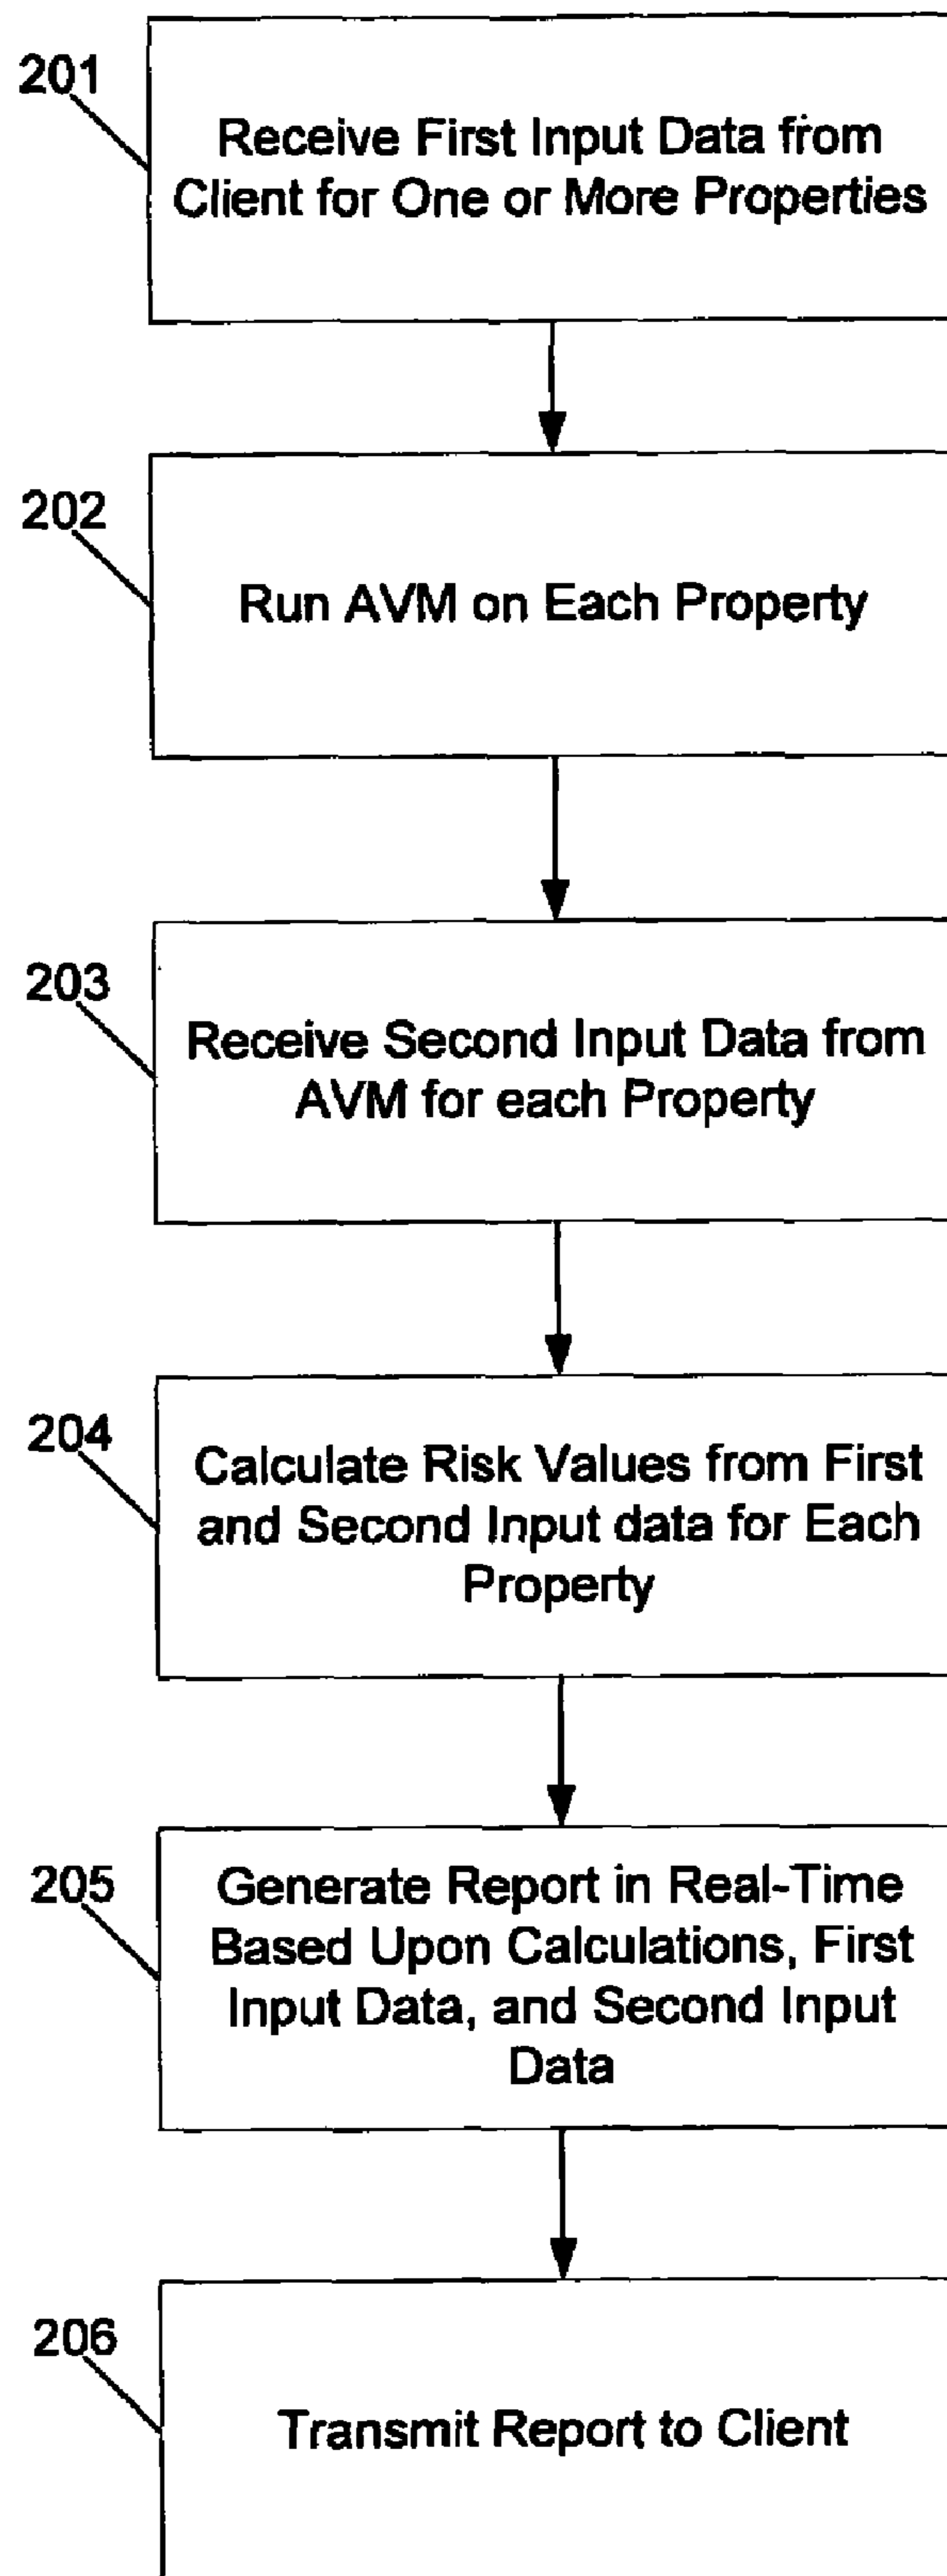 201
Receive First Input Data from
Client for One or More Properties
202
Run AVM on Each Property
203
Receive Second Input Data from
AVM for each Property
204
Calculate Risk Values from First
and Second Input data for Each
Property
205
Generate Report in Real-Time
Based Upon Calculations, First
Input Data, and Second Input
Data
206
Transmit Report to Client